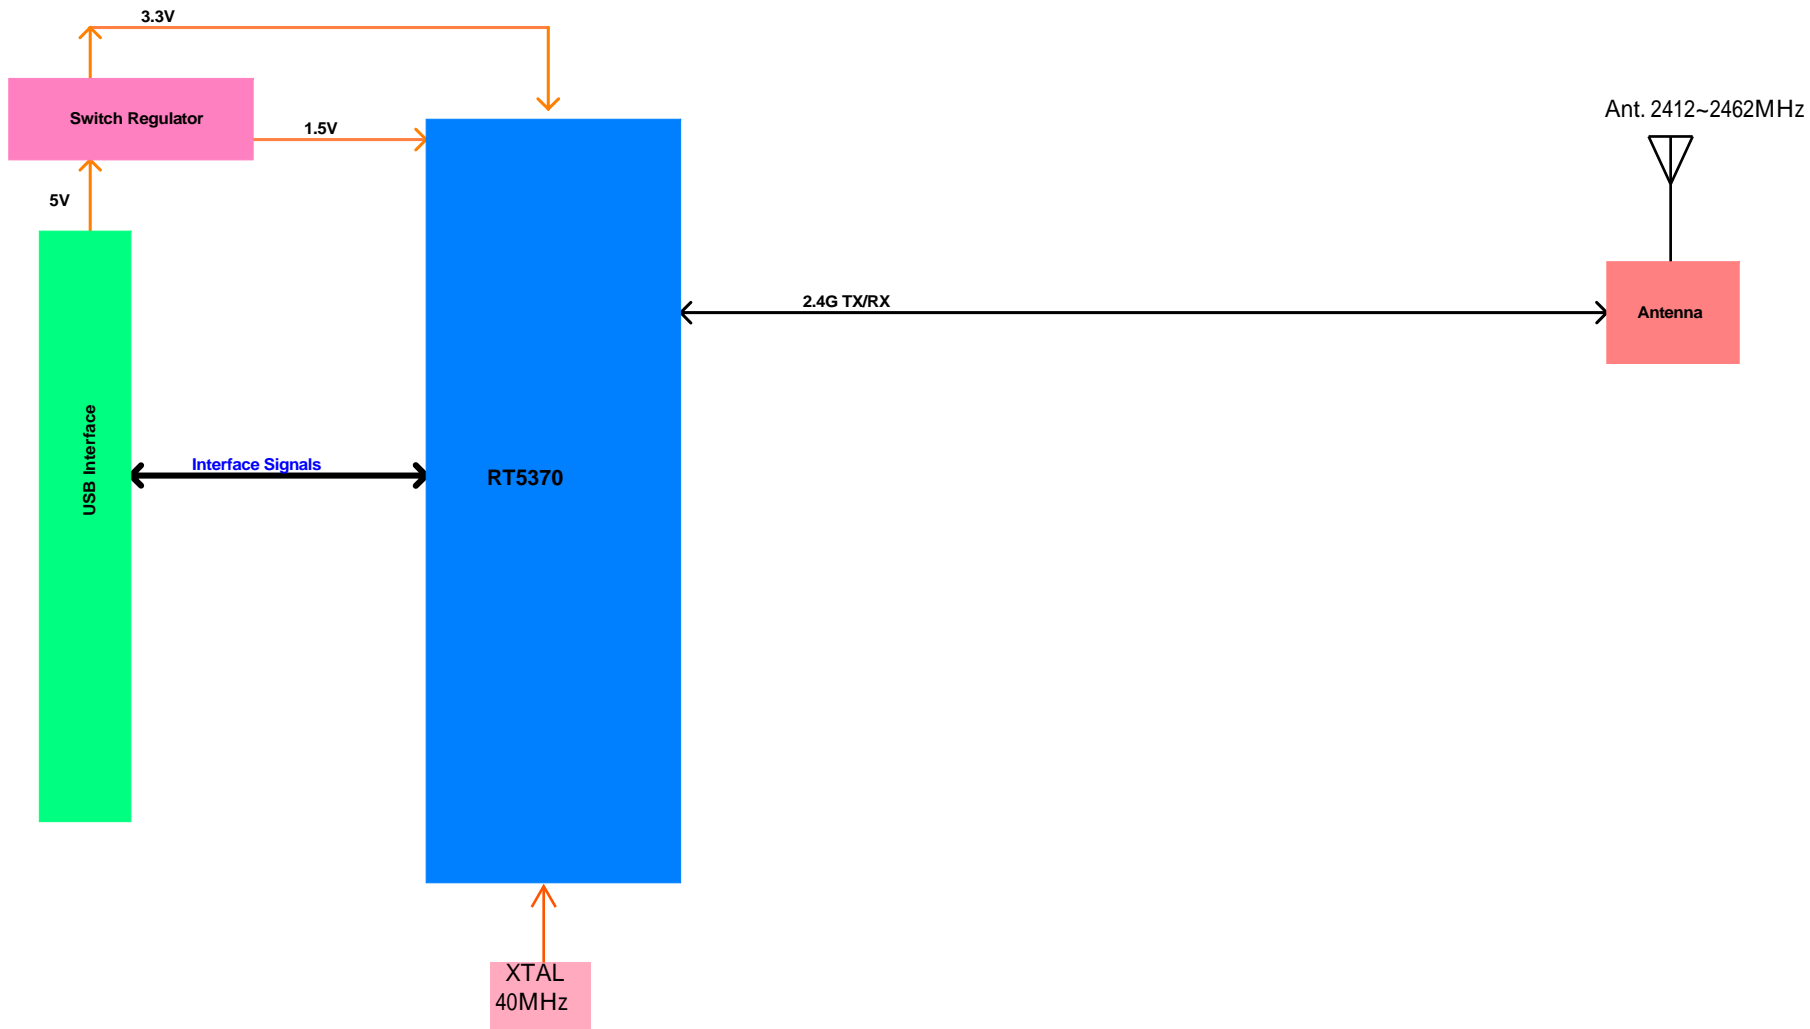 3.3V
Switch Regulator
1.5V
5V
Ant. 2412~2462MHz
2.4G TX/RX
Antenna
USB Interface
Interface Signals
RT5370
XTAL
40MHz